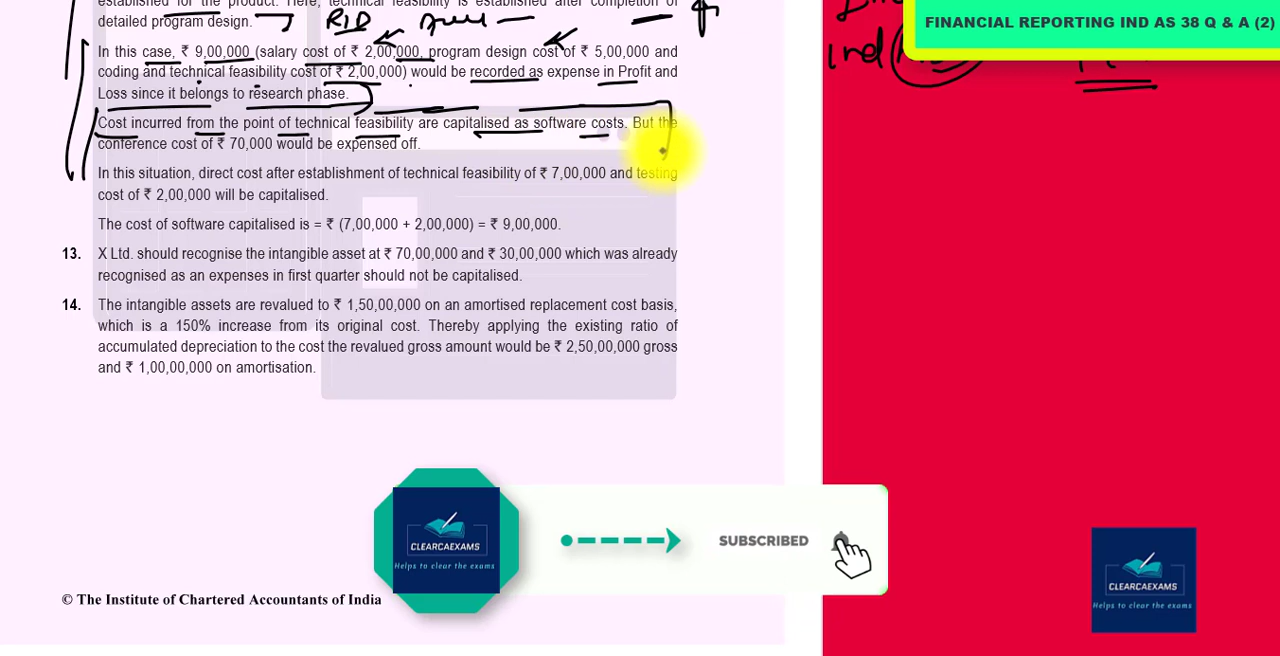 established for the product. Here, technical feasibility is established after completion of
detailed program design.
R&D
FINANCIAL REPORTING IND AS 38 Q & A (2)
In this case, ₹ 9,00,000 (salary cost of ₹ 2,00,000, program design cost of ₹ 5,00,000 and
coding and technical feasibility cost of ₹ 2,00,000) would be recorded as expense in Profit and
Loss since it belongs to research phase.
Cost incurred from the point of technical feasibility are capitalised as software costs. But the
conference cost of ₹ 70,000 would be expensed off.
In this situation, direct cost after establishment of technical feasibility of ₹ 7,00,000 and testing
cost of ₹ 2,00,000 will be capitalised.
The cost of software capitalised is = ₹ (7,00,000 + 2,00,000) = ₹ 9,00,000.
13. X Ltd. should recognise the intangible asset at ₹ 70,00,000 and ₹ 30,00,000 which was already
recognised as an expenses in first quarter should not be capitalised.
14. The intangible assets are revalued to ₹ 1,50,00,000 on an amortised replacement cost basis,
which is a 150% increase from its original cost. Thereby applying the existing ratio of
accumulated depreciation to the cost the revalued gross amount would be ₹ 2,50,00,000 gross
and ₹ 1,00,00,000 on amortisation.
CLEARCAEXAMS
Helps to clear the exams
SUBSCRIBED
CLEARCAEXAMS
Helps to clear the exams
© The Institute of Chartered Accountants of India